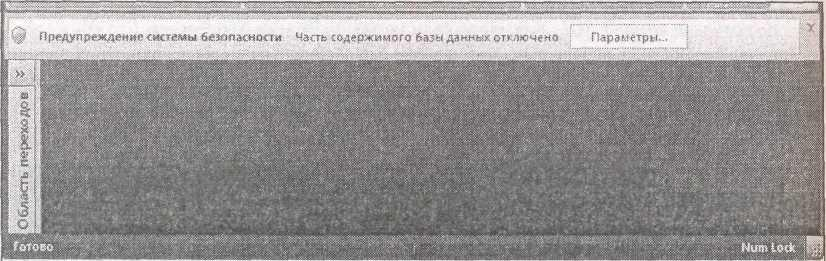 Предупреждение системы безопасности Часть содержимого базы данных отключено Параметры...
»
Область переходов
Готово Num Lock